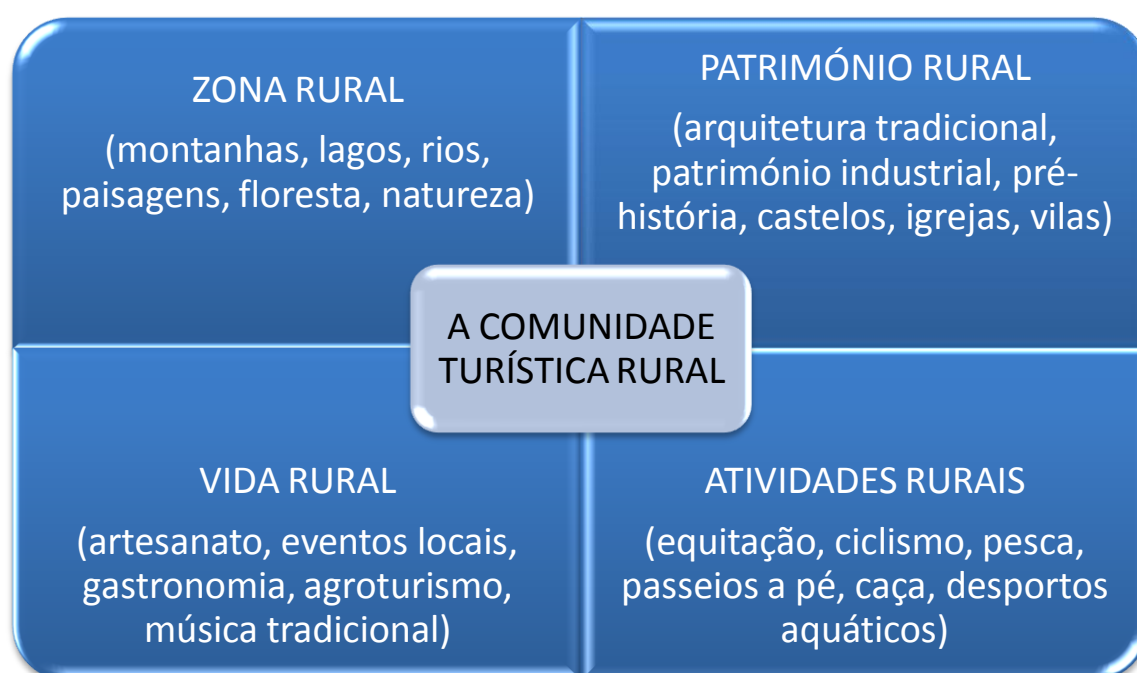 ZONA RURAL
(montanhas, lagos, rios,
paisagens, floresta, natureza)
PATRIMÓNIO RURAL
(arquitetura tradicional,
património industrial, pré-
história, castelos, igrejas, vilas)
A COMUNIDADE
TURÍSTICA RURAL
VIDA RURAL
(artesanato, eventos locais,
gastronomia, agroturismo,
música tradicional)
ATIVIDADES RURAIS
(equitação, ciclismo, pesca,
passeios a pé, caça, desportos
aquáticos)